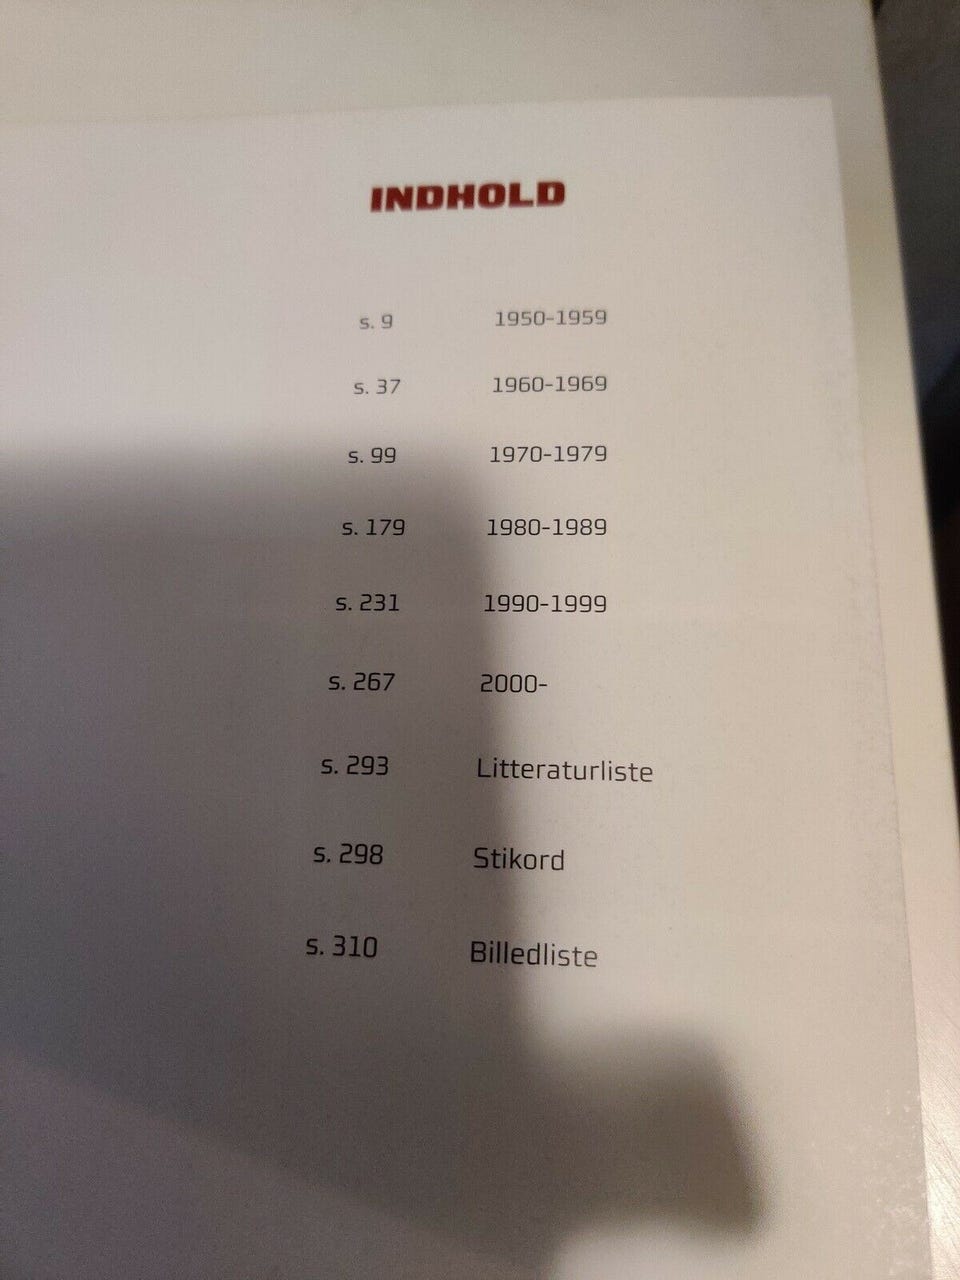 INDHOLD
s. 9 1950-1959
s. 37 1960-1969
s. 99 1970-1979
s. 179 1980-1989
s. 231 1990-1999
s. 267 2000-
s. 293 Litteraturliste
s. 298 Stikord
s. 310 Billedliste